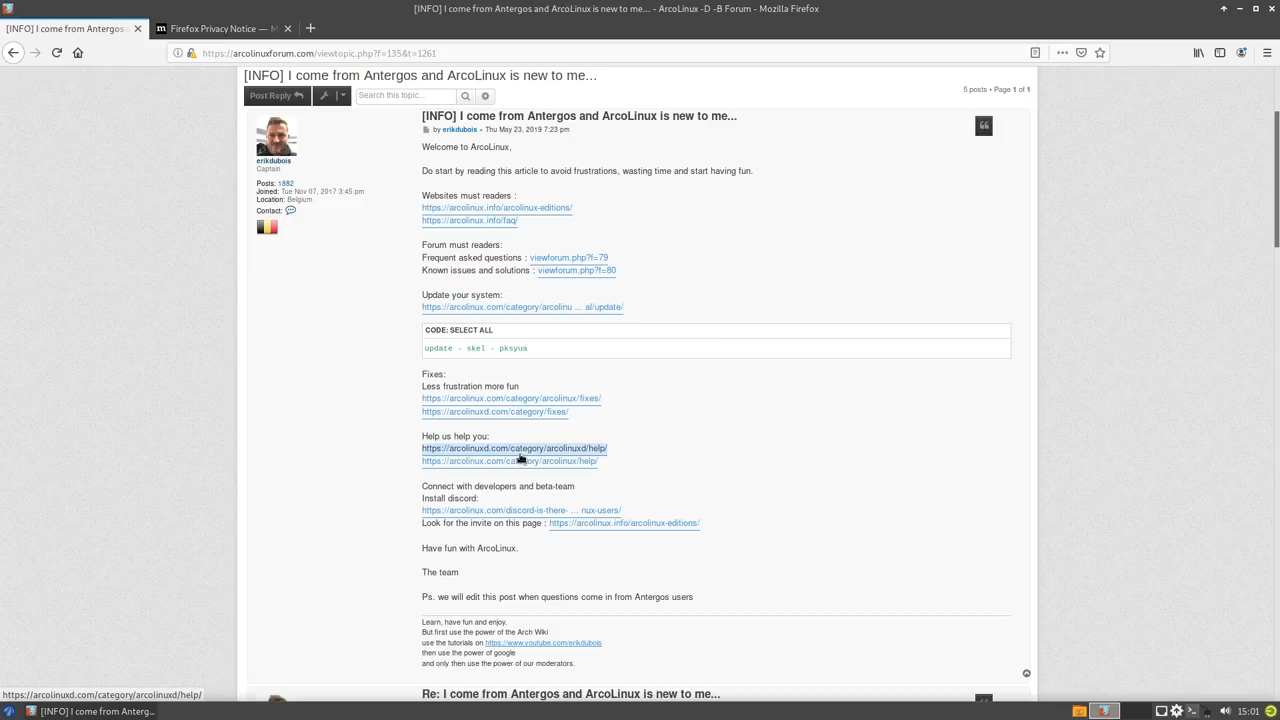 [INFO] I come from Antergos and ArcoLinux is new to me... - ArcoLinux -D -B Forum - Mozilla Firefox
[INFO] I come from Antergos a
Firefox Privacy Notice — M
https://arcolinuxforum.com/viewtopic.php?f=135&t=1261
[INFO] I come from Antergos and ArcoLinux is new to me...
Post Reply
Search this topic...
5 posts • Page 1 of 1
[INFO] I come from Antergos and ArcoLinux is new to me...
by erikdubois » Thu May 23, 2019 7:23 pm
erikdubois
Captain
Posts: 1882
Joined: Tue Nov 07, 2017 3:45 pm
Location: Belgium
Contact:
Welcome to ArcoLinux,
Do start by reading this article to avoid frustrations, wasting time and start having fun.
Websites must readers :
https://arcolinux.info/arcolinux-editions/
https://arcolinux.info/faq/
Forum must readers:
Frequent asked questions : viewforum.php?f=79
Known issues and solutions : viewforum.php?f=80
Update your system:
https://arcolinux.com/category/arcolinu ... al/update/
CODE: SELECT ALL
update - skel - pksyua
Fixes:
Less frustration more fun
https://arcolinux.com/category/arcolinux/fixes/
https://arcolinuxd.com/category/fixes/
Help us help you:
https://arcolinuxd.com/category/arcolinuxd/help/
https://arcolinux.com/category/arcolinux/help/
Connect with developers and beta-team
Install discord:
https://arcolinux.com/discord-is-there- ... nux-users/
Look for the invite on this page : https://arcolinux.info/arcolinux-editions/
Have fun with ArcoLinux.
The team
Ps. we will edit this post when questions come in from Antergos users
Learn, have fun and enjoy.
But first use the power of the Arch Wiki
use the tutorials on https://www.youtube.com/erikdubois
then use the power of google
and only then use the power of our moderators.
Re: I come from Antergos and ArcoLinux is new to me...
https://arcolinuxd.com/category/arcolinuxd/help/
[INFO] I come from Anterg...
15:01